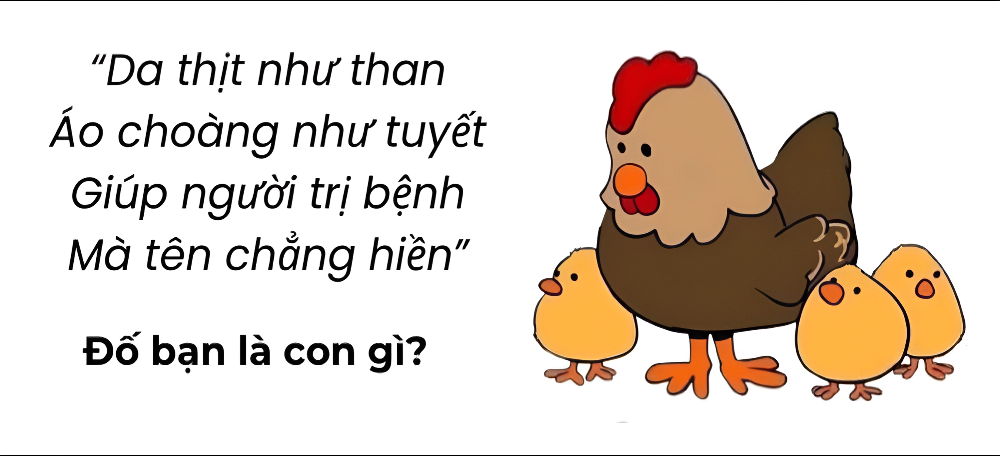 “Da thịt như than
Áo choàng như tuyết
Giúp người trị bệnh
Mà tên chẳng hiền”
Đố bạn là con gì?